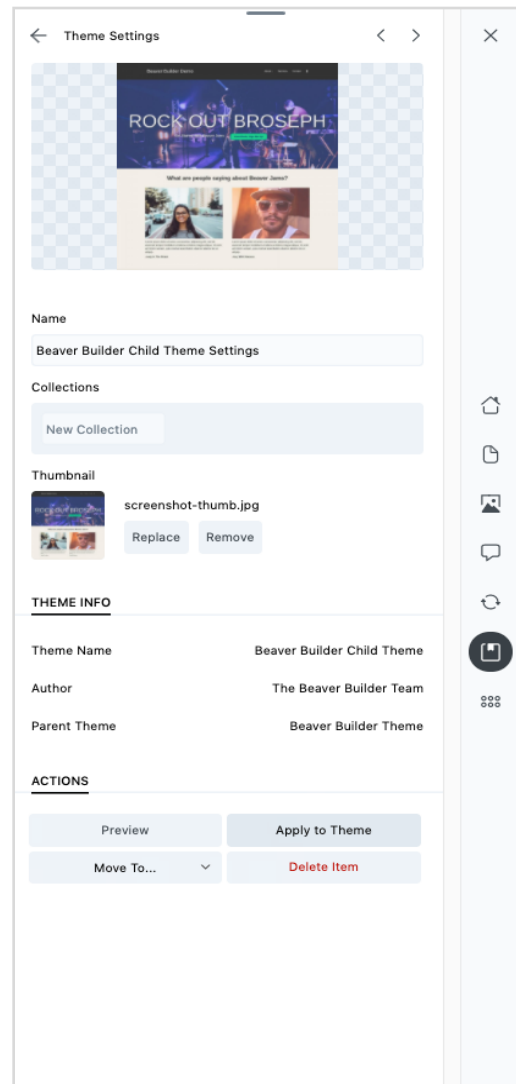 Theme Settings
Beaver Builder Demo
ROCK OUT BROSEPH
What are people saying about Beaver Jams?
Name
Beaver Builder Child Theme Settings
Collections
New Collection
Thumbnail
screenshot-thumb.jpg
Replace Remove
THEME INFO
Theme Name Beaver Builder Child Theme
Author The Beaver Builder Team
Parent Theme Beaver Builder Theme
ACTIONS
Preview Apply to Theme
Move To... Delete Item